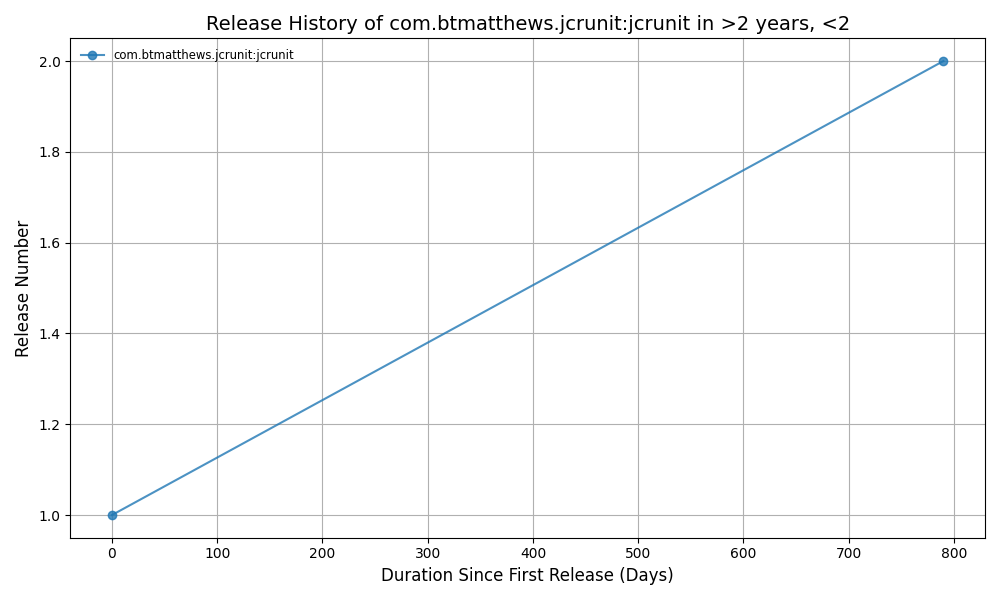 Release History of com.btmatthews.jcrunit:jcrunit in >2 years, <2
com.btmatthews.jcrunit:jcrunit
Release Number
2.0
1.8
1.6
1.4
1.2
1.0
0 100 200 300 400 500 600 700 800
Duration Since First Release (Days)